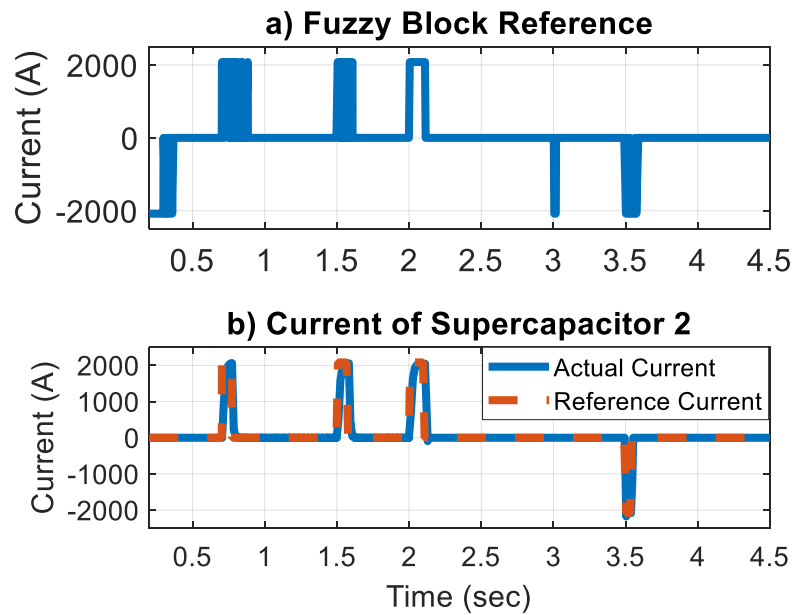 a) Fuzzy Block Reference
Current (A)
2000
0
-2000
0.5 1 1.5 2 2.5 3 3.5 4 4.5
b) Current of Supercapacitor 2
Current (A)
2000
1000
0
-1000
-2000
Actual Current
Reference Current
0.5 1 1.5 2 2.5 3 3.5 4 4.5
Time (sec)